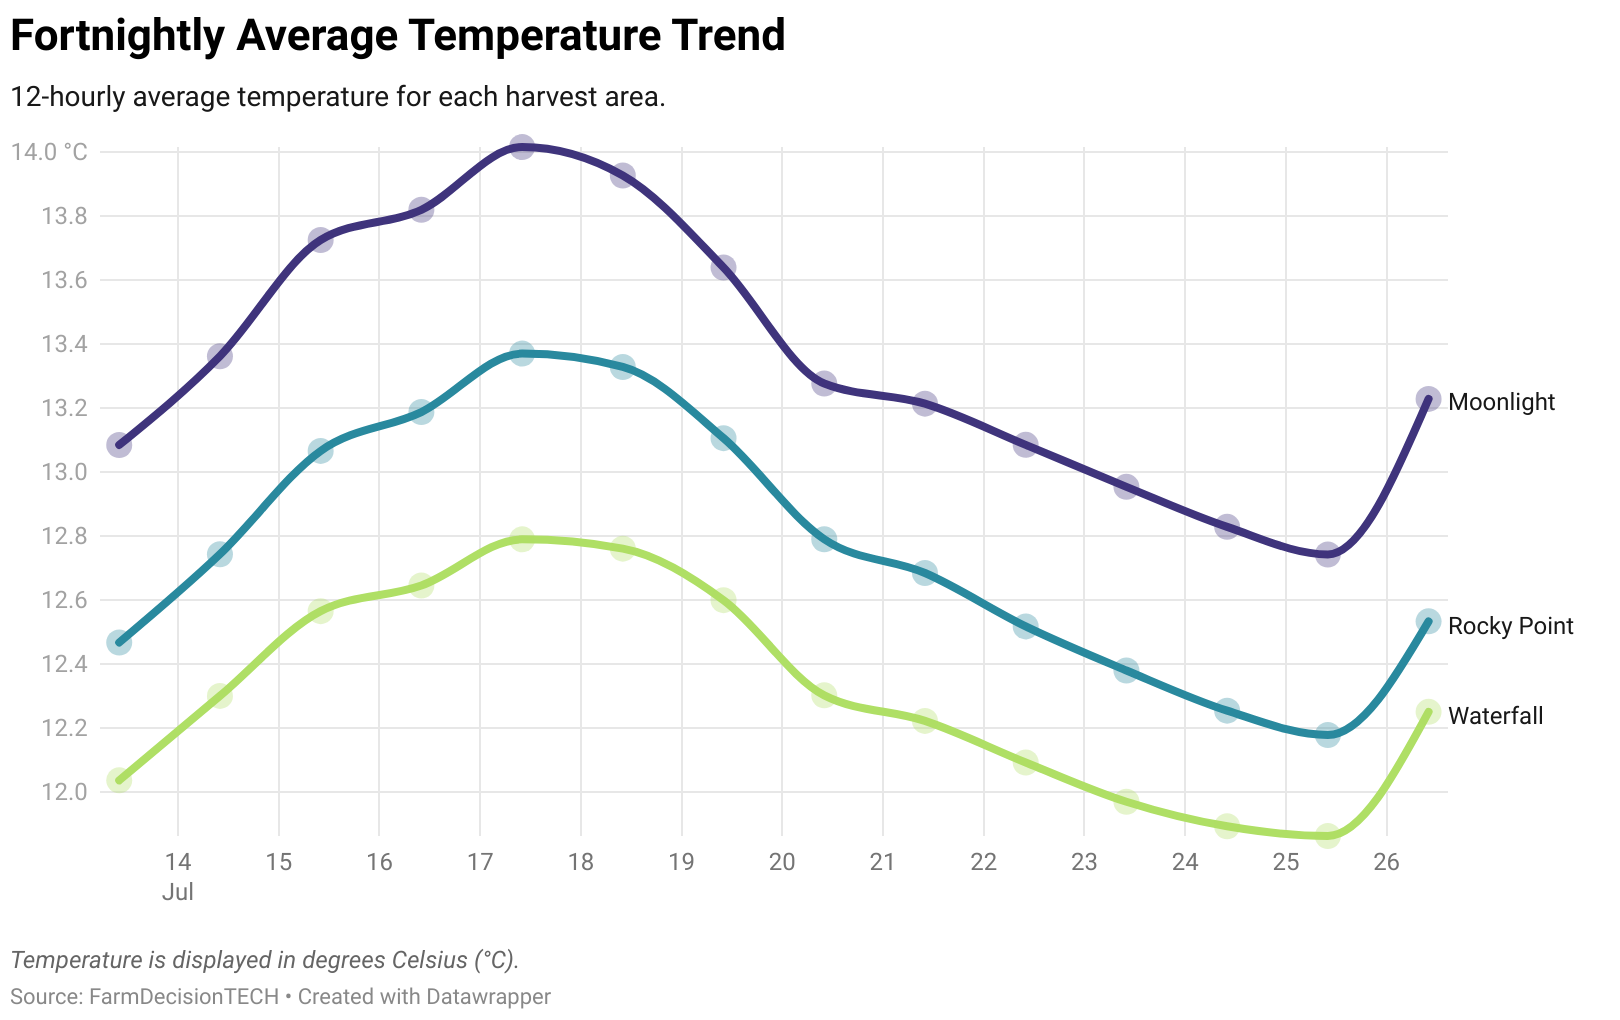 Fortnightly Average Temperature Trend
12-hourly average temperature for each harvest area.
14.0 °C
13.8
13.6
13.4
13.2
13.0
12.8
12.6
12.4
12.2
12.0
Moonlight
Rocky Point
Waterfall
14 15 16 17 18 19 20 21 22 23 24 25 26
Jul
Temperature is displayed in degrees Celsius (°C).
Source: FarmDecisionTECH • Created with Datawrapper